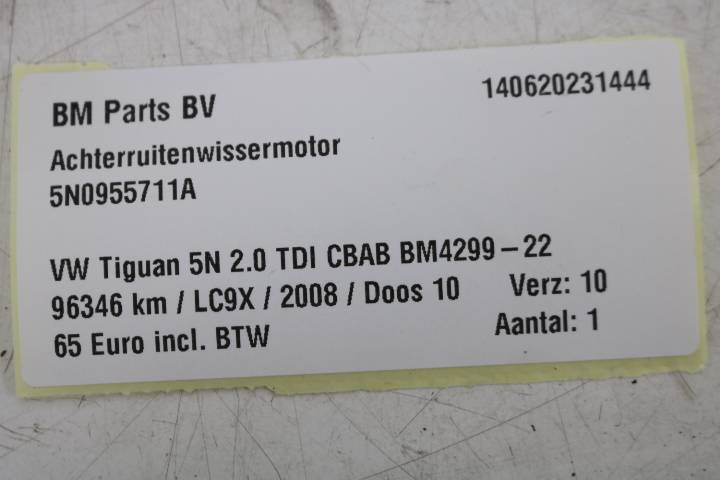 BM Parts BV 140620231444
Achterruitenwissermotor
5N0955711A
VW Tiguan 5N 2.0 TDI CBAB BM4299-22
96346 km / LC9X / 2008 / Doos 10 Verz: 10
65 Euro incl. BTW Aantal: 1